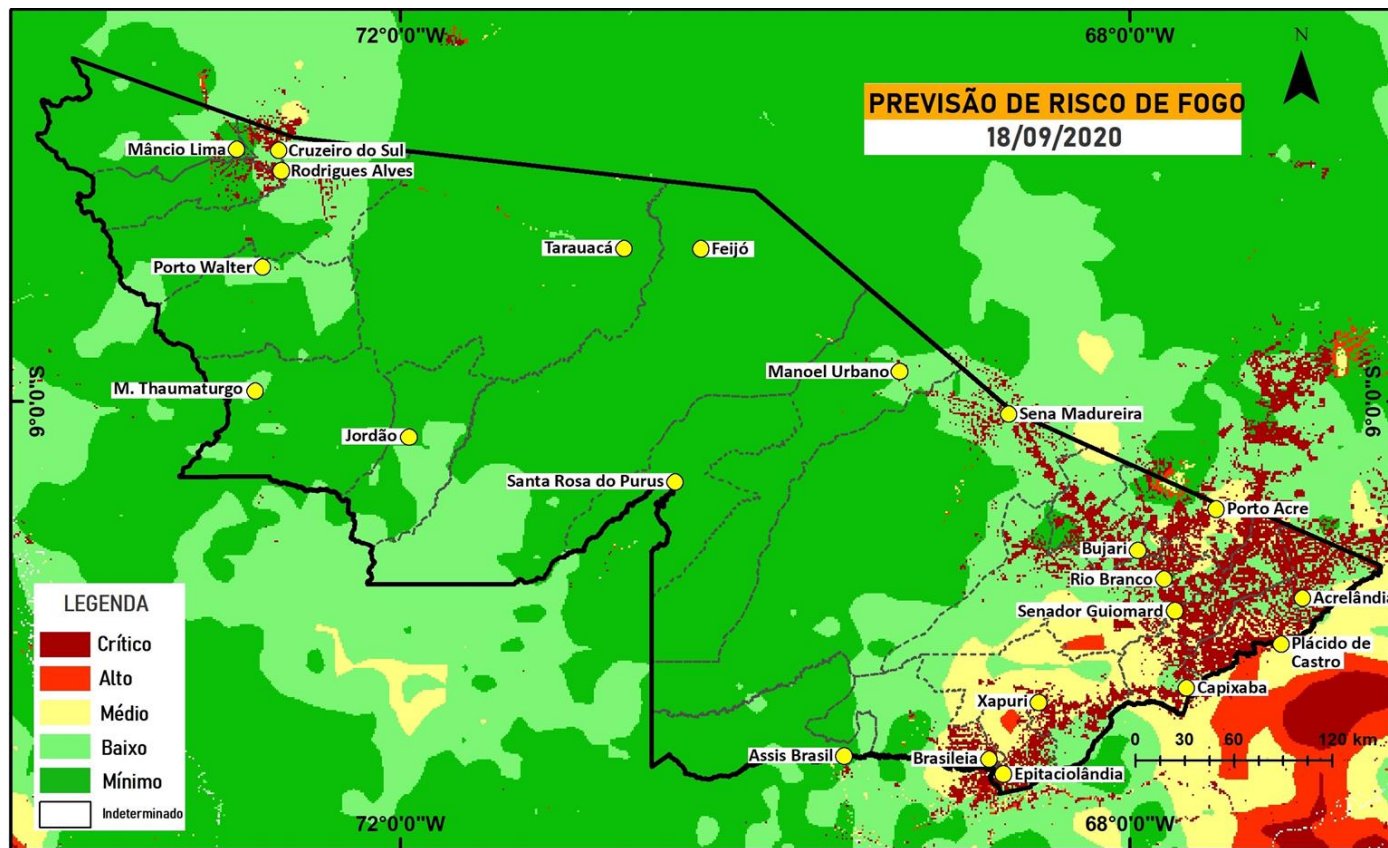 72°0'0"W
68°0'0"W
N
PREVISÃO DE RISCO DE FOGO
18/09/2020
Mâncio Lima
Cruzeiro do Sul
Rodrigues Alves
Tarauacá
Feijó
Porto Walter
Manoel Urbano
M. Thaumaturgo
9°0'0"S
9°0'0"S
Sena Madureira
Jordão
Santa Rosa do Purus
Porto Acre
Bujari
Rio Branco
Acrelândia
Senador Guiomard
Plácido de
Castro
Capixaba
Xapuri
Assis Brasil
Brasileia
Epitaciolândia
0 30 60 120 km
LEGENDA
Crítico
Alto
Médio
Baixo
Mínimo
Indeterminado
72°0'0"W
68°0'0"W